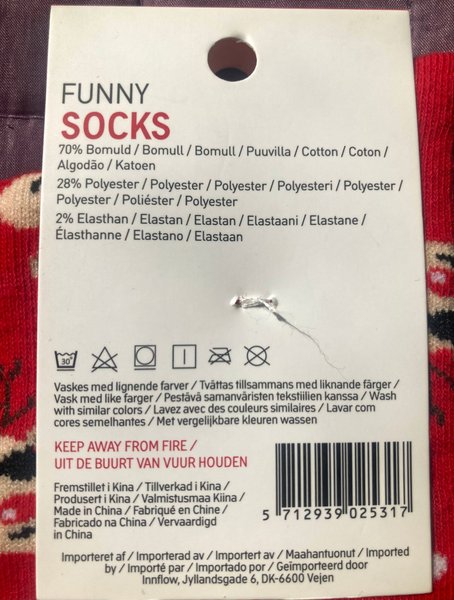 FUNNY
SOCKS
70% Bomuld / Bomull / Bomull / Puuvilla / Cotton / Coton /
Algodão / Katoen
28% Polyester / Polyester / Polyester / Polyesteri / Polyester /
Polyester / Poliéster / Polyester
2% Elasthan / Elastan / Elastan / Elastaani / Elastane /
Élasthanne / Elastano / Elastaan
30°
Vaskes med lignende farver / Tvättas tillsammans med liknande färger /
Vask med like farger / Pestävä samanväristen tekstiilien kanssa / Wash
with similar colors / Lavez avec des couleurs similaires / Lavar com
cores semelhantes / Met vergelijkbare kleuren wassen
KEEP AWAY FROM FIRE /
UIT DE BUURT VAN VUUR HOUDEN
Fremstillet i Kina / Tillverkad i Kina /
Produsert i Kina / Valmistusmaa Kiina /
Made in China / Fabriqué en Chine /
Fabricado na China / Vervaardigd
in China
5 712939 025317
Importeret af / Importerad av / Importert av / Maahantuonut / Imported
by / Importé par / Importado por / Geïmporteerd door
Innflow, Jyllandsgade 6, DK-6600 Vejen